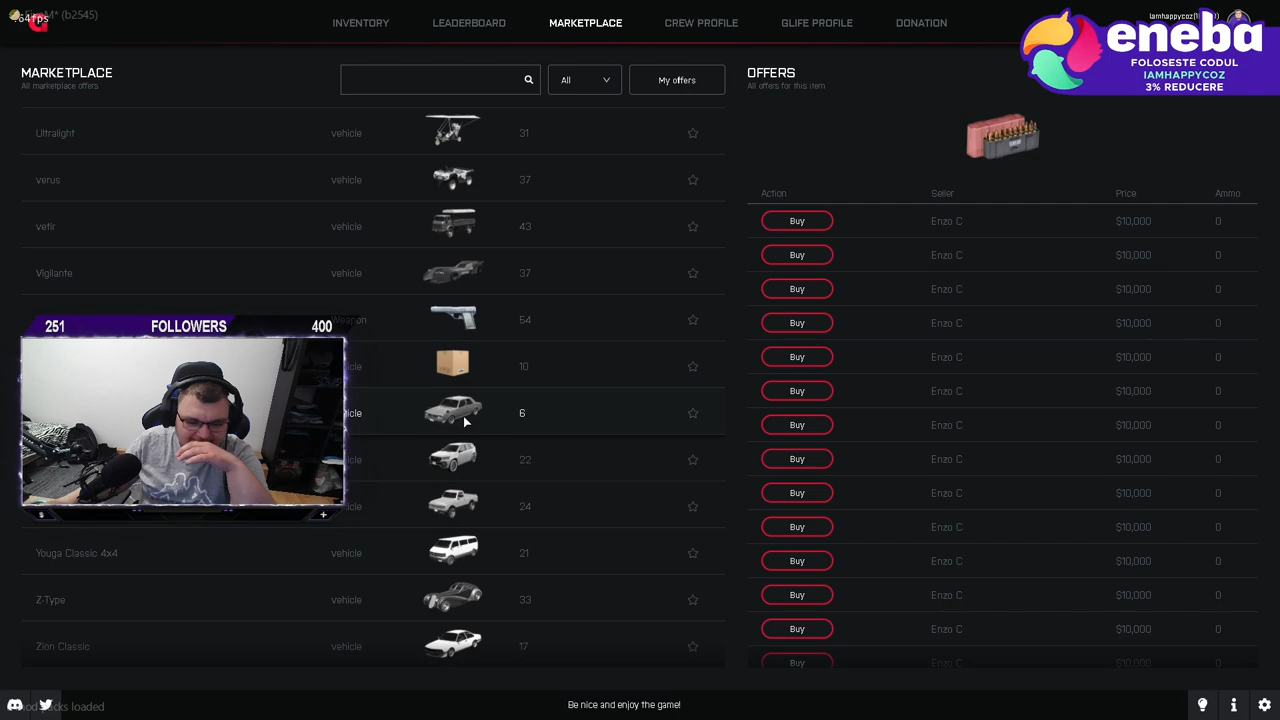 64fps
FiveM* (b2545)
INVENTORY
LEADERBOARD
MARKETPLACE
CREW PROFILE
GLIFE PROFILE
DONATION
eneba
FOLOSESTE CODUL
IAMHAPPYCOZ
3% REDUCERE
MARKETPLACE
All marketplace offers
All
My offers
OFFERS
All offers for this item
Ultralight vehicle 31
verus vehicle 37
vetir vehicle 43
Vigilante vehicle 37
54
10
6
22
24
Youga Classic 4x4 vehicle 21
Z-Type vehicle 33
Zion Classic vehicle 17
251 FOLLOWERS 400
Action Seller Price Ammo
Buy Enzo C $10,000 0
Buy Enzo C $10,000 0
Buy Enzo C $10,000 0
Buy Enzo C $10,000 0
Buy Enzo C $10,000 0
Buy Enzo C $10,000 0
Buy Enzo C $10,000 0
Buy Enzo C $10,000 0
Buy Enzo C $10,000 0
Buy Enzo C $10,000 0
Buy Enzo C $10,000 0
Buy Enzo C $10,000 0
Buy Enzo C $10,000 0
Buy Enzo C $10,000 0
Be nice and enjoy the game!